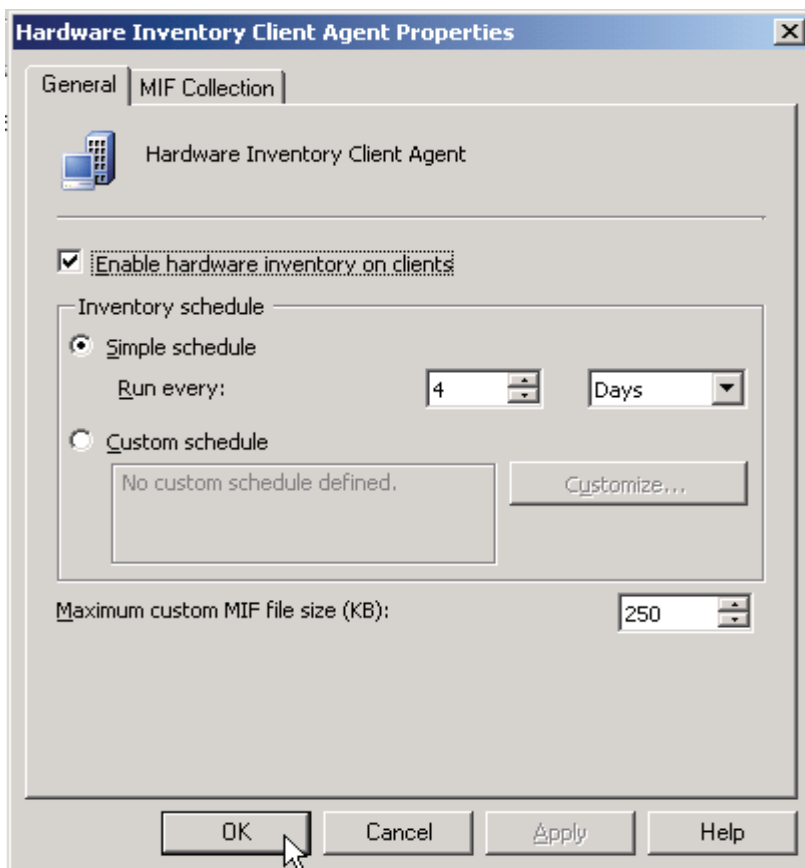 Hardware Inventory Client Agent Properties
General
MIF Collection
Hardware Inventory Client Agent
Enable hardware inventory on clients
Inventory schedule
Simple schedule
Run every: 4 Days
Custom schedule
No custom schedule defined.
Customize...
Maximum custom MIF file size (KB): 250
OK Cancel Apply Help